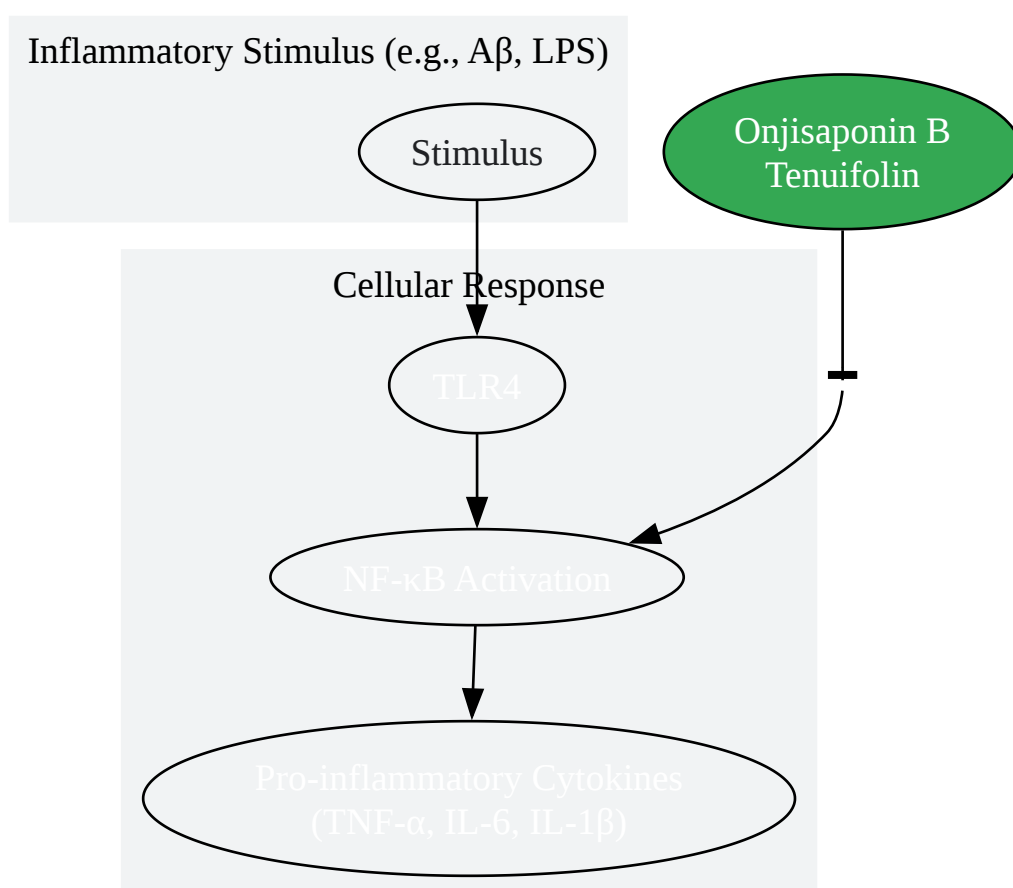 Inflammatory Stimulus (e.g., Aβ, LPS)
Stimulus
Onjisaponin B
Tenuifolin
Cellular Response
TLR4
NF-κB Activation
Pro-inflammatory Cytokines
(TNF-α, IL-6, IL-1β)